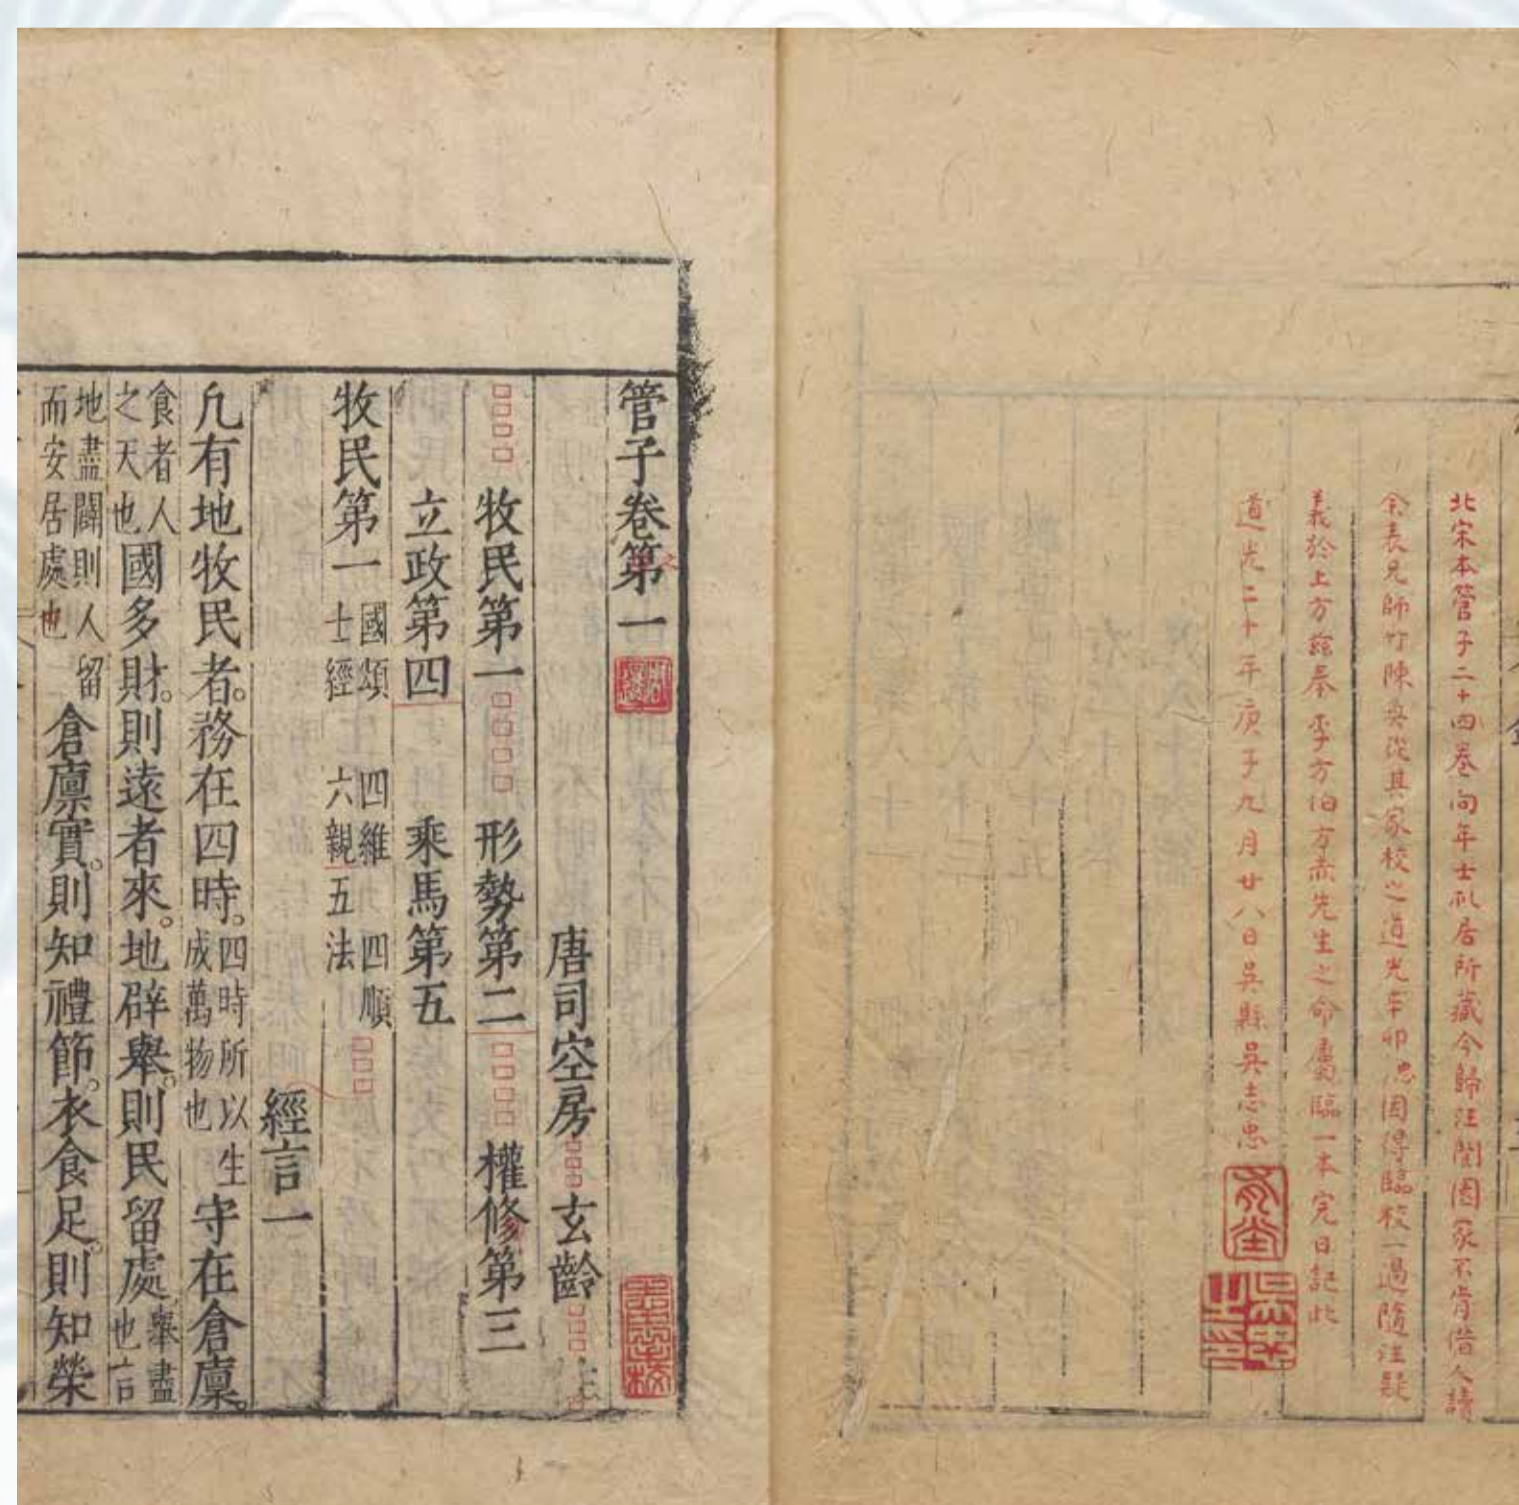 北宋本管子二十四卷向年士礼居所藏今歸汪閬園家不肯借人讀
余表兄師竹陳奐從其家校之道光辛卯忠因得臨校一過隨注疑
義於上方茲奉李方伯方赤先生之命屬臨一本完日記此
道光二十年庚子九月廿八日吳縣吳志忠
志忠之印
管子卷第一
唐司空房玄齡注
牧民第一 形勢第二 權修第三
立政第四 乘馬第五
牧民第一 國頌 四維 四順 士經 六親五法
經言一
凢有地牧民者。務在四時。四時所以生成萬物也守在倉廩。
食者人之天也國多財。則遠者來。地辟舉。則民留處舉盡也言
地盡闢則人留而安居處也倉廩實。則知禮節。衣食足。則知榮